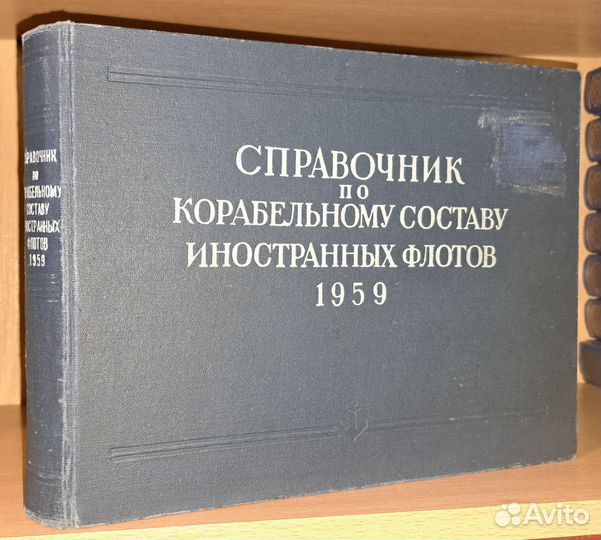 СПРАВОЧНИК
по
КОРАБЕЛЬНОМУ СОСТАВУ
ИНОСТРАННЫХ ФЛОТОВ
1959
СПРАВОЧНИК
по
КОРАБЕЛЬНОМУ
СОСТАВУ
ИНОСТРАННЫХ
ФЛОТОВ
1959
Avito